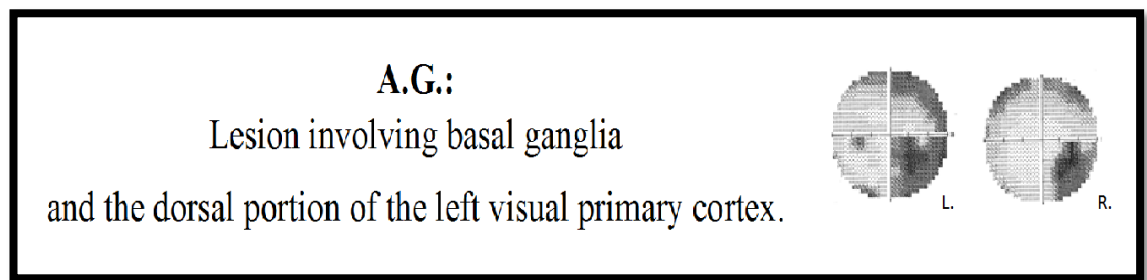 A.G.:
Lesion involving basal ganglia
and the dorsal portion of the left visual primary cortex.
L.
R.